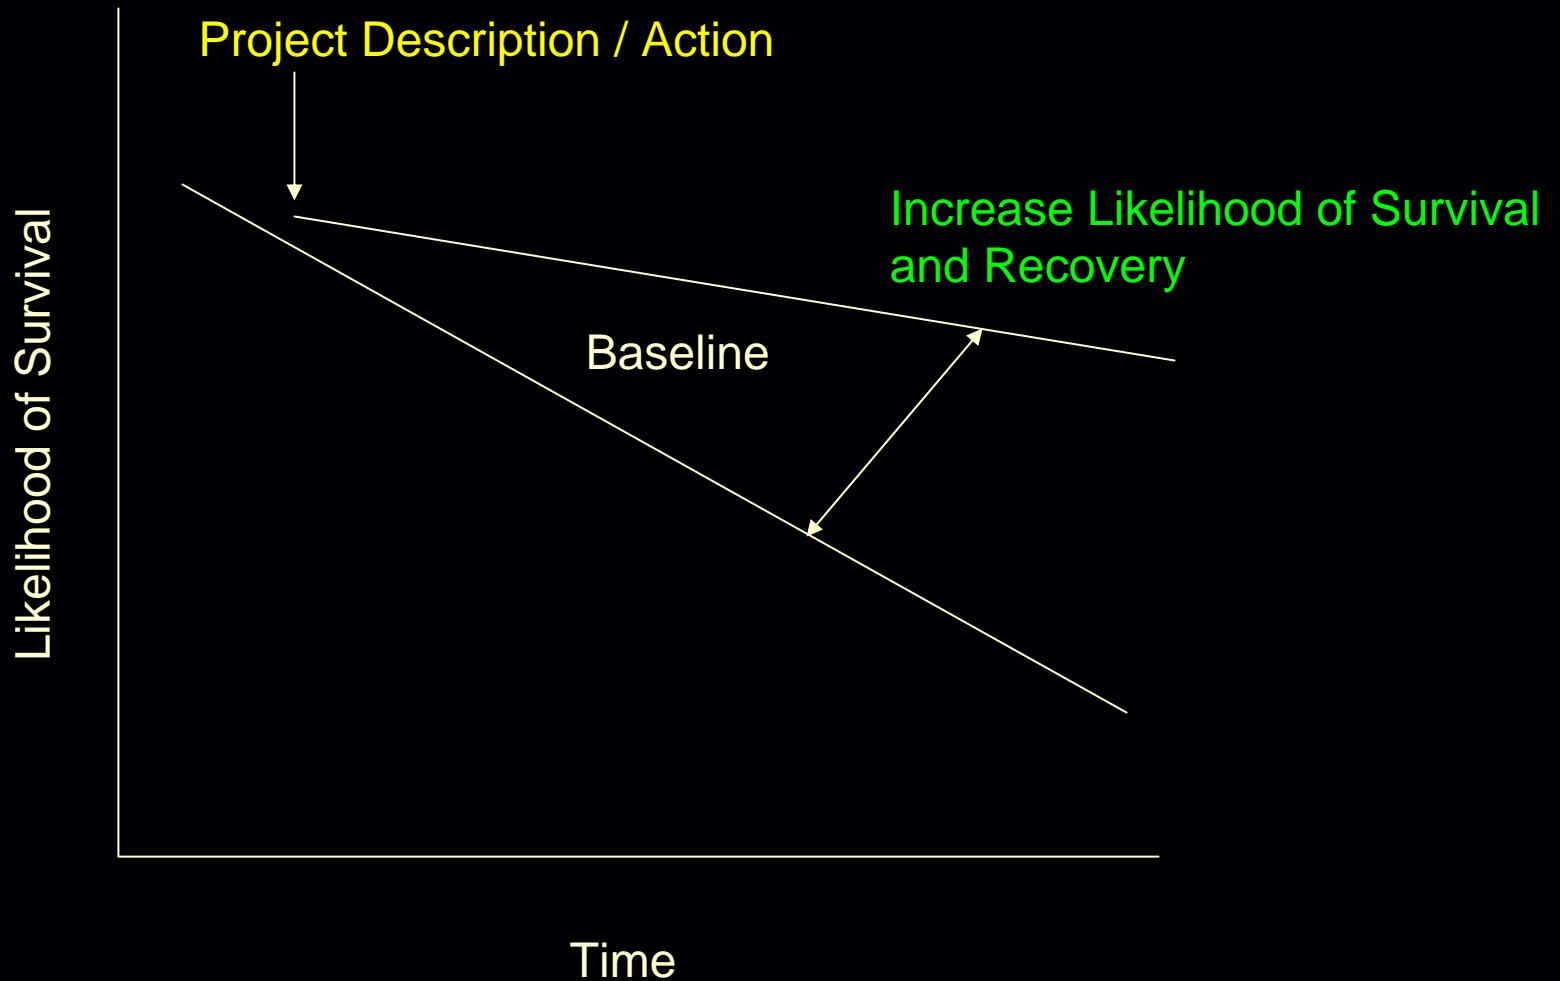 Project Description / Action
Increase Likelihood of Survival
and Recovery
Baseline
Likelihood of Survival
Time